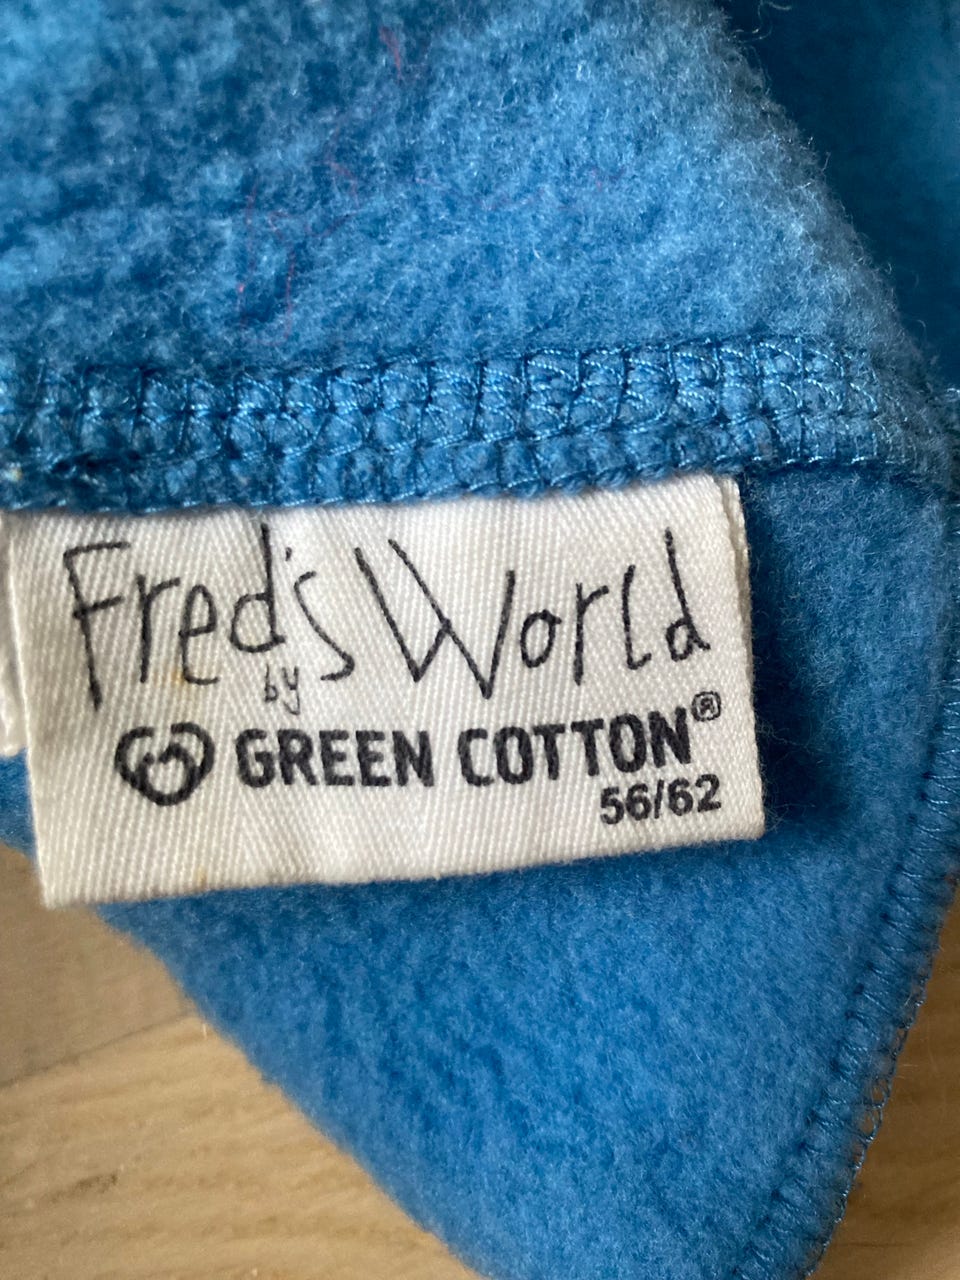 Fred's World
by
GREEN COTTON®
56/62